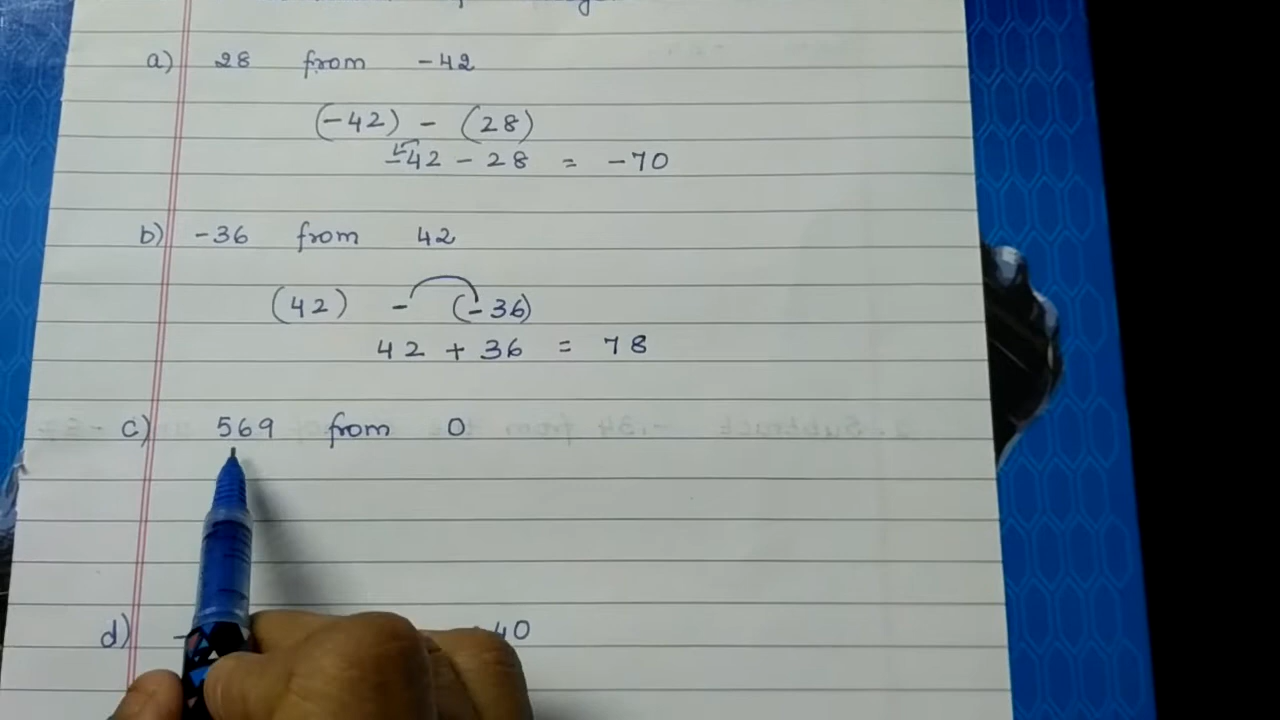 a) 28 from -42
(-42) - (28)
-42 - 28 = -70
b) -36 from 42
(42) - (-36)
42 + 36 = 78
c) 569 from 0
d) - 40